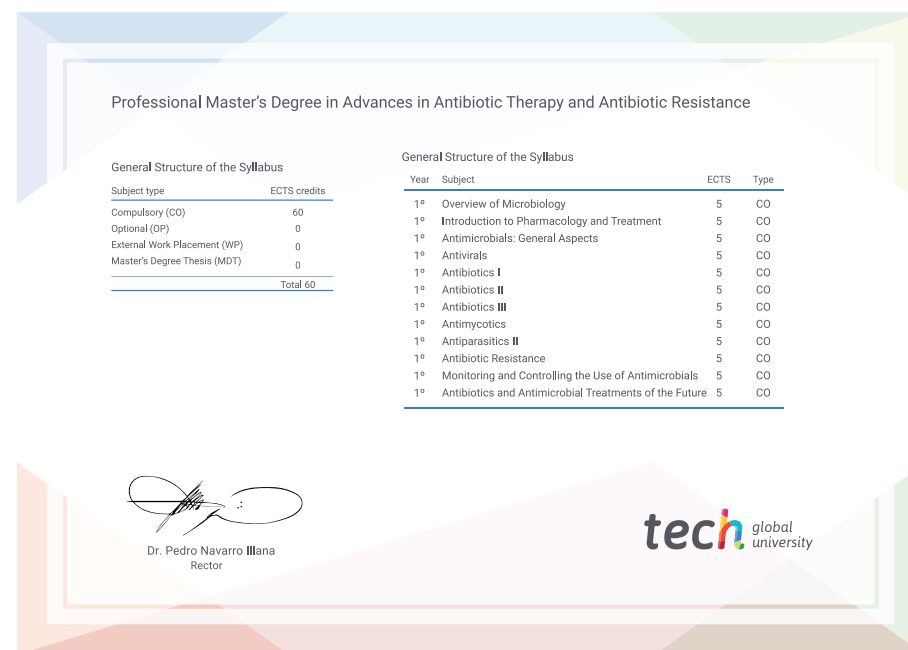 Professional Master's Degree in Advances in Antibiotic Therapy and Antibiotic Resistance
General Structure of the Syllabus
Subject type ECTS credits
Compulsory (CO) 60
Optional (OP) 0
External Work Placement (WP) 0
Master's Degree Thesis (MDT) 0
Total 60
General Structure of the Syllabus
Year Subject ECTS Type
1º Overview of Microbiology 5 CO
1º Introduction to Pharmacology and Treatment 5 CO
1º Antimicrobials: General Aspects 5 CO
1º Antivirals 5 CO
1º Antibiotics I 5 CO
1º Antibiotics II 5 CO
1º Antibiotics III 5 CO
1º Antimycotics 5 CO
1º Antiparasitics II 5 CO
1º Antibiotic Resistance 5 CO
1º Monitoring and Controlling the Use of Antimicrobials 5 CO
1º Antibiotics and Antimicrobial Treatments of the Future 5 CO
Dr. Pedro Navarro Illana
Rector
tech global
university